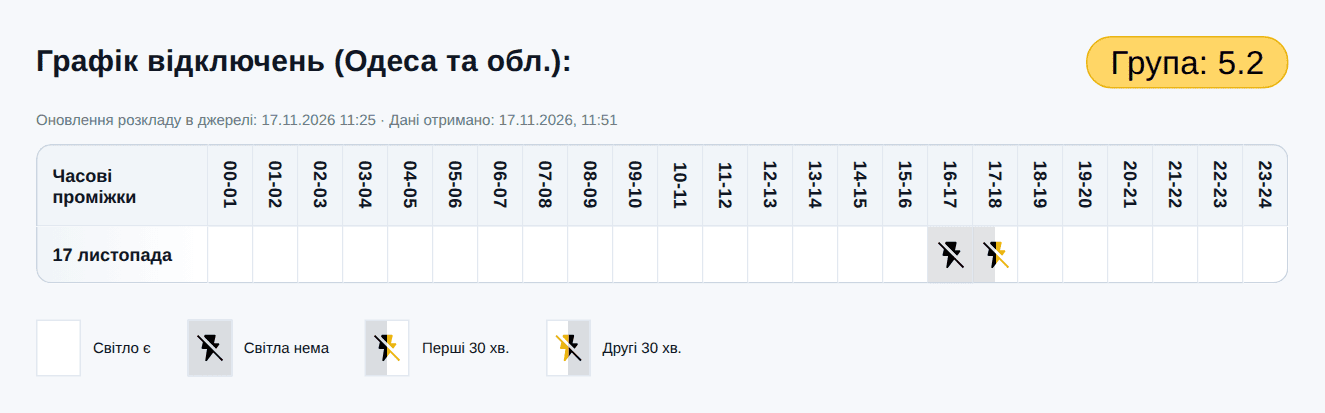 Графік відключень (Одеса та обл.):
Група: 5.2
Оновлення розкладу в джерелі: 17.11.2026 11:25 · Дані отримано: 17.11.2026, 11:51
Часові
проміжки
00-01
01-02
02-03
03-04
04-05
05-06
06-07
07-08
08-09
09-10
10-11
11-12
12-13
13-14
14-15
15-16
16-17
17-18
18-19
19-20
20-21
21-22
22-23
23-24
17 листопада
Світло є
Світла нема
Перші 30 хв.
Другі 30 хв.